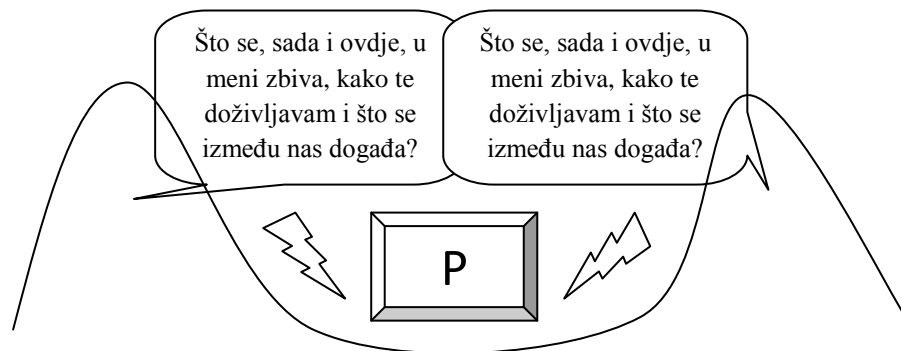 Što se, sada i ovdje, u
meni zbiva, kako te
doživljavam i što se
između nas događa?
Što se, sada i ovdje, u
meni zbiva, kako te
doživljavam i što se
između nas događa?
P